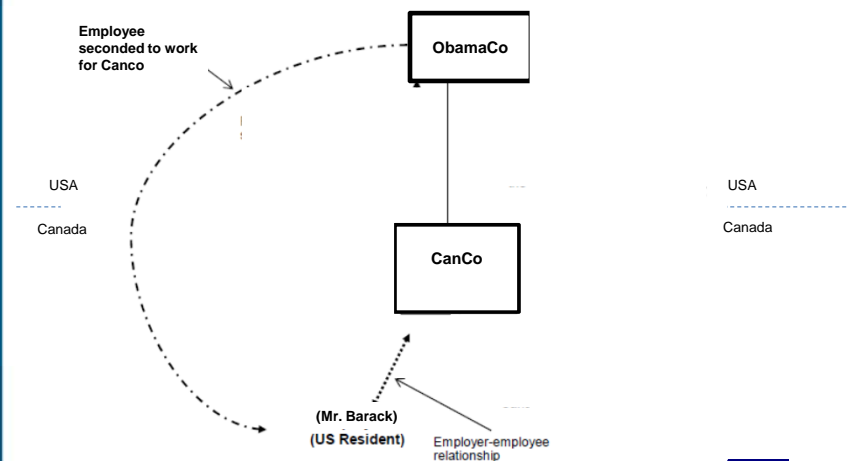 Employee
seconded to work
for Canco
ObamaCo
USA
USA
Canada
Canada
CanCo
(Mr. Barack)
(US Resident)
Employer-employee
relationship